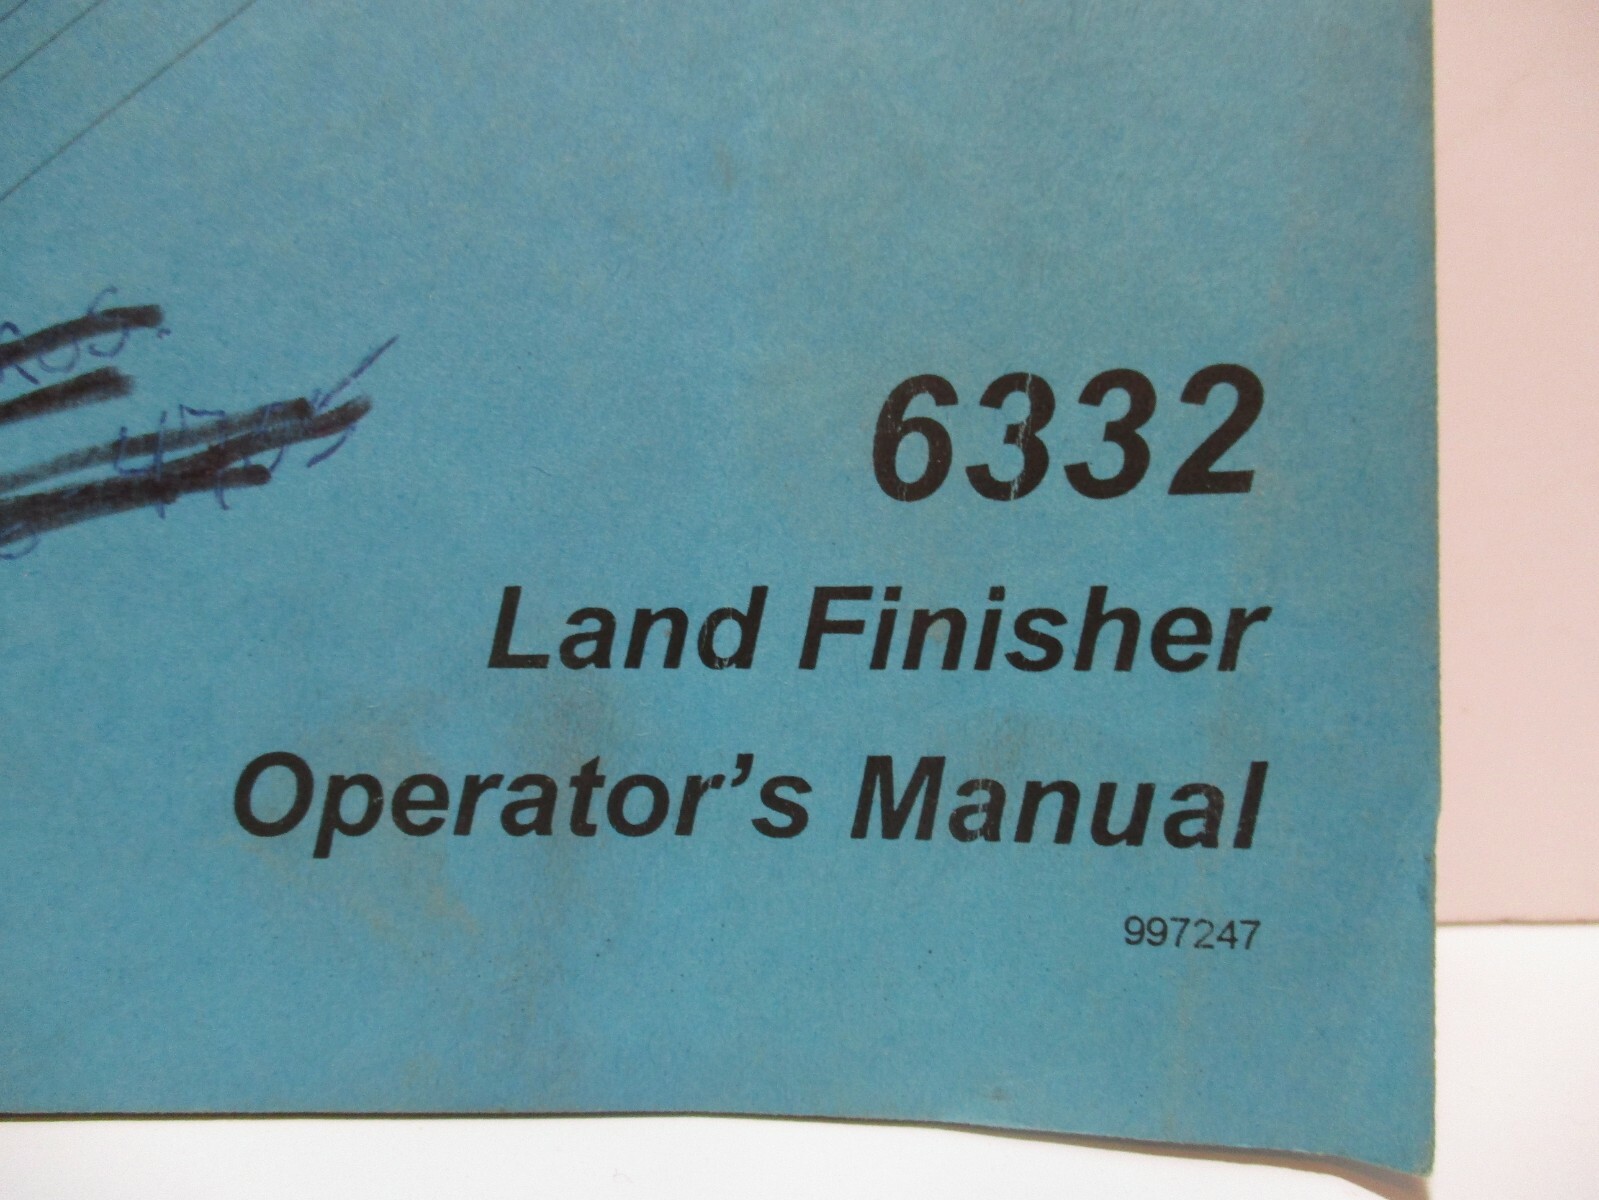 6332
Land Finisher
Operator's Manual
997247